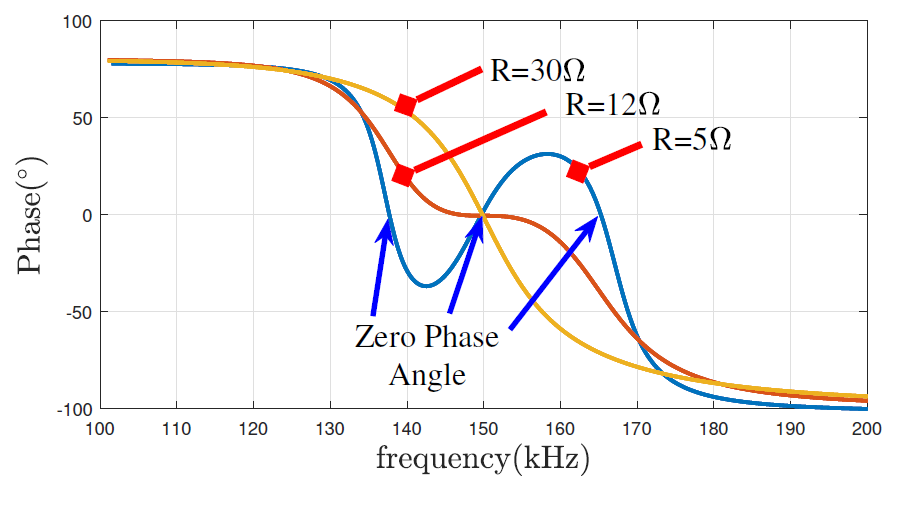 100
R=30Ω
R=12Ω
R=5Ω
50
0
-50
Zero Phase
Angle
-100
Phase(°)
100 110 120 130 140 150 160 170 180 190 200
frequency(kHz)